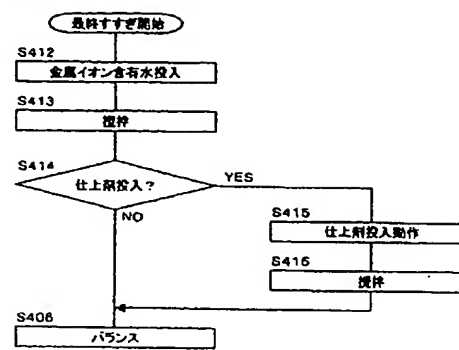 最終すすぎ開始
S412
金属イオン含有水投入
S413
攪拌
S414
仕上剤投入?
YES
NO
S415
仕上剤投入動作
S416
攪拌
S406
バランス